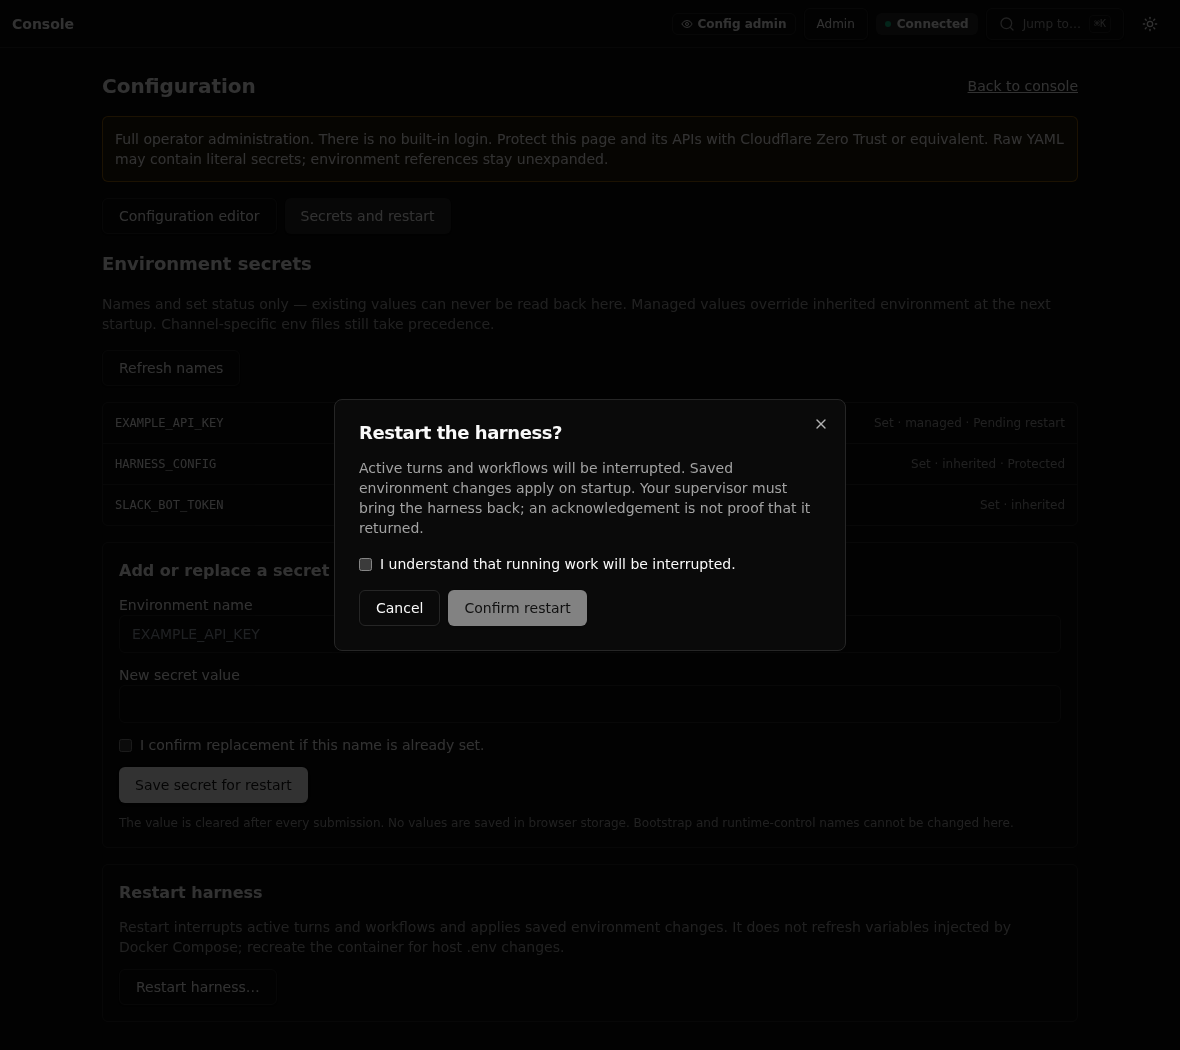 Console
Config admin
Admin
Connected
Jump to...
⌘K
Configuration
Back to console
Full operator administration. There is no built-in login. Protect this page and its APIs with Cloudflare Zero Trust or equivalent. Raw YAML
may contain literal secrets; environment references stay unexpanded.
Configuration editor
Secrets and restart
Environment secrets
Names and set status only — existing values can never be read back here. Managed values override inherited environment at the next
startup. Channel-specific env files still take precedence.
Refresh names
EXAMPLE_API_KEY
Set · managed · Pending restart
HARNESS_CONFIG
Set · inherited · Protected
SLACK_BOT_TOKEN
Set · inherited
Restart the harness?
Active turns and workflows will be interrupted. Saved
environment changes apply on startup. Your supervisor must
bring the harness back; an acknowledgement is not proof that it
returned.
I understand that running work will be interrupted.
Cancel
Confirm restart
Add or replace a secret
Environment name
EXAMPLE_API_KEY
New secret value
I confirm replacement if this name is already set.
Save secret for restart
The value is cleared after every submission. No values are saved in browser storage. Bootstrap and runtime-control names cannot be changed here.
Restart harness
Restart interrupts active turns and workflows and applies saved environment changes. It does not refresh variables injected by
Docker Compose; recreate the container for host .env changes.
Restart harness...